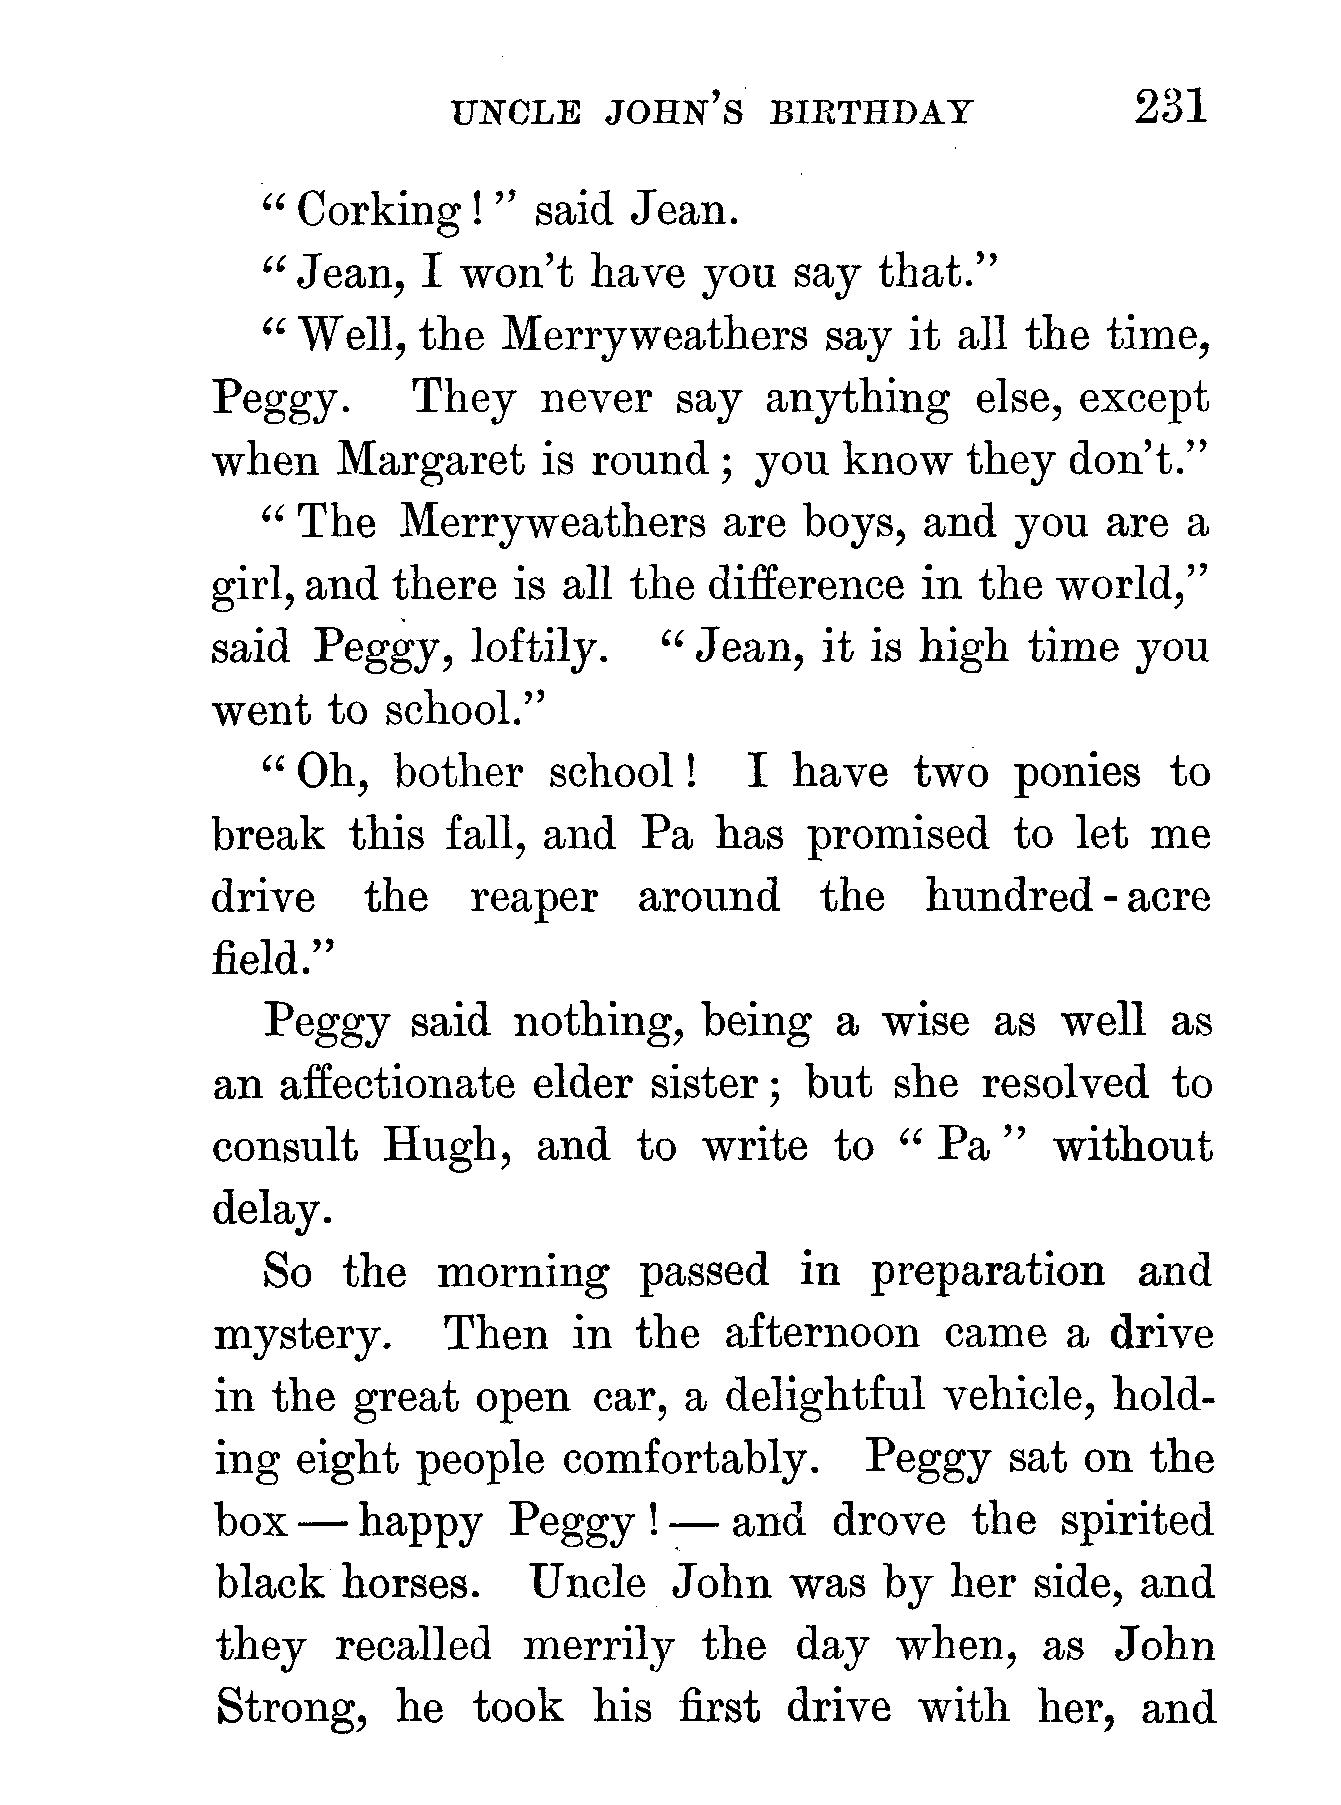 UNCLE JOHN'S BIRTHDAY 231
"Corking!" said Jean.
"Jean, I won't have you say that."
"Well, the Merryweathers say it all the time,
Peggy. They never say anything else, except
when Margaret is round; you know they don't."
"The Merryweathers are boys, and you are a
girl, and there is all the difference in the world,"
said Peggy, loftily. "Jean, it is high time you
went to school."
"Oh, bother school! I have two ponies to
break this fall, and Pa has promised to let me
drive the reaper around the hundred-acre
field."
Peggy said nothing, being a wise as well as
an affectionate elder sister; but she resolved to
consult Hugh, and to write to "Pa" without
delay.
So the morning passed in preparation and
mystery. Then in the afternoon came a drive
in the great open car, a delightful vehicle, hold-
ing eight people comfortably. Peggy sat on the
box — happy Peggy! — and drove the spirited
black horses. Uncle John was by her side, and
they recalled merrily the day when, as John
Strong, he took his first drive with her, and